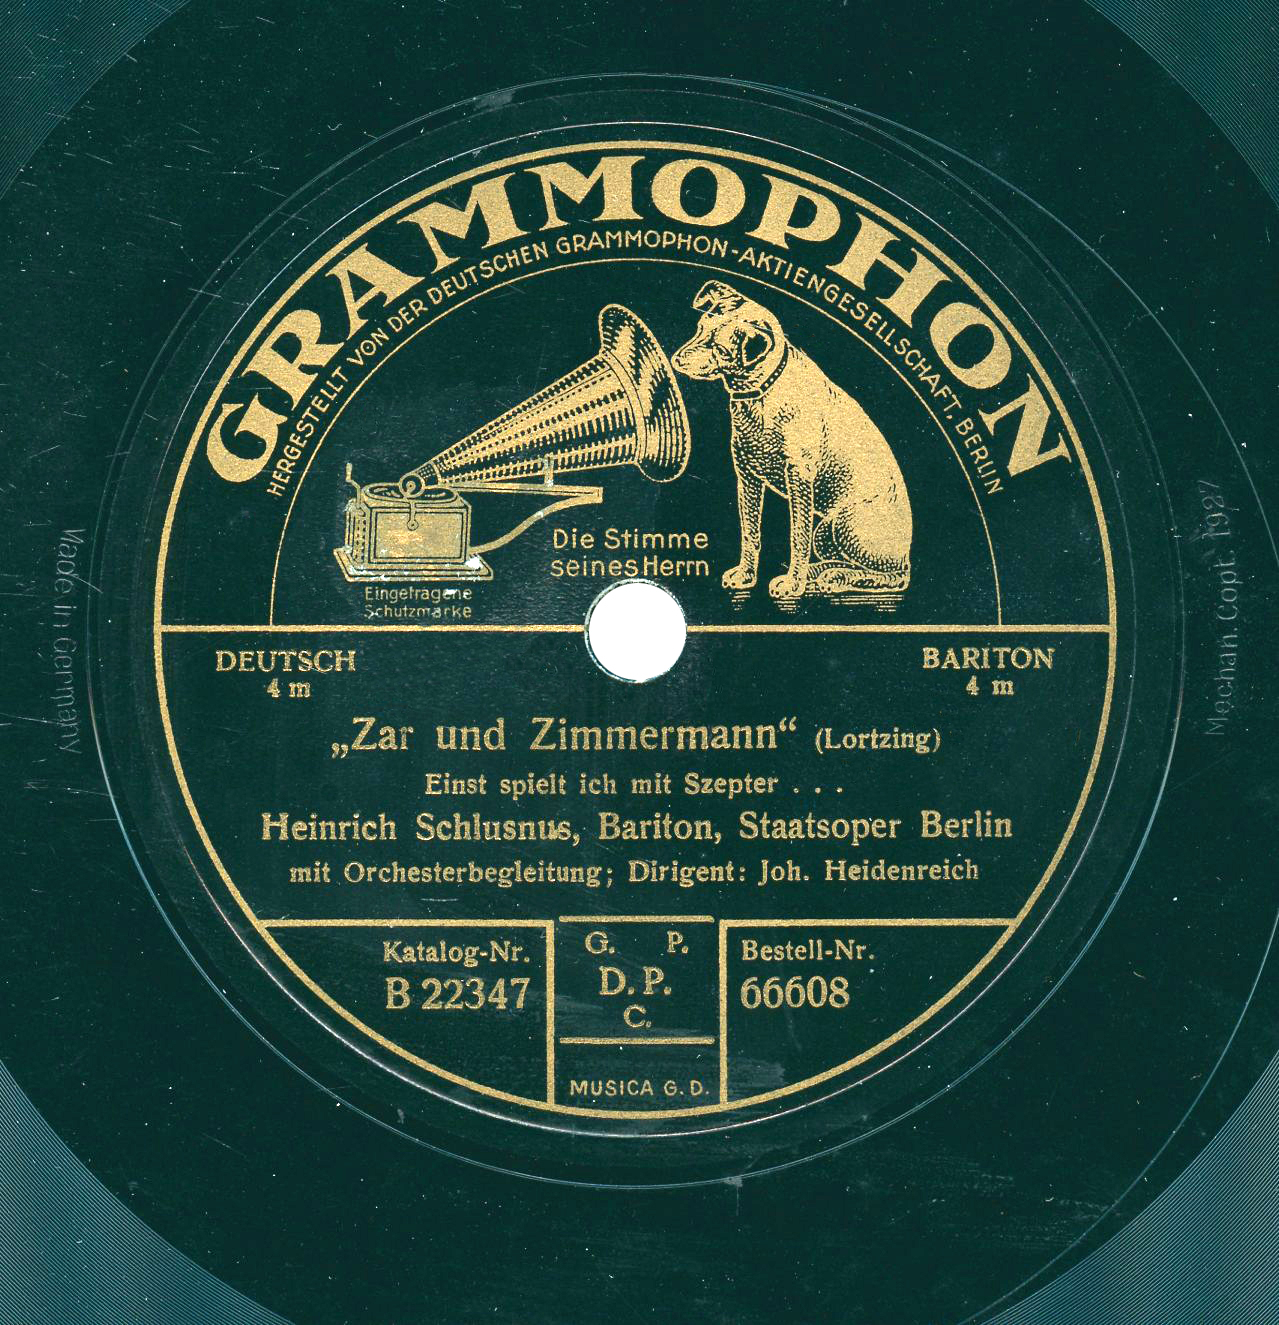 GRAMMOPHON
HERGESTELLT VON DER DEUTSCHEN GRAMMOPHON-AKTIENGESELLSCHAFT, BERLIN
Die Stimme
seines Herrn
Eingetragene
Schutzmarke
Made in Germany
Mechan. Copr. 1927
DEUTSCH
4 m
BARITON
4 m
„Zar und Zimmermann“ (Lortzing)
Einst spielt ich mit Szepter . . .
Heinrich Schlusnus, Bariton, Staatsoper Berlin
mit Orchesterbegleitung; Dirigent: Joh. Heidenreich
Katalog-Nr.
B 22347
G. P.
D. P.
C.
MUSICA G. D.
Bestell-Nr.
66608